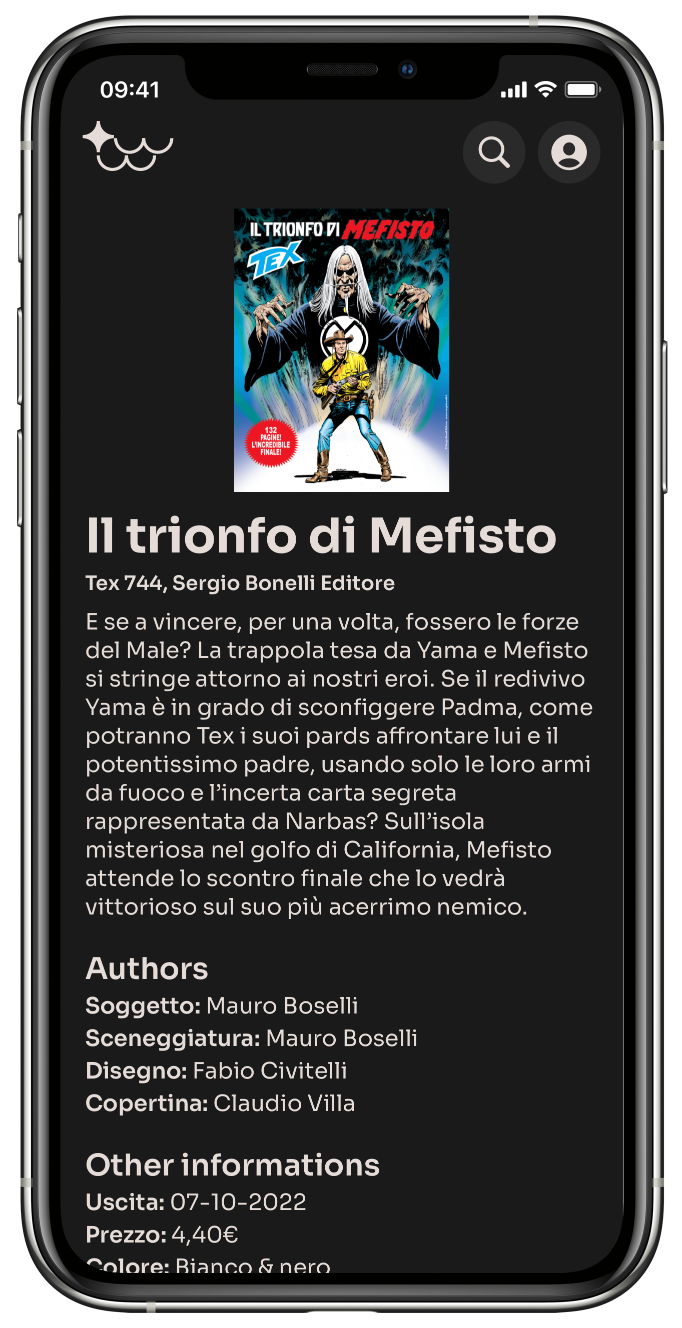 09:41
IL TRIONFO DI MEFISTO
TEX
132
PAGINE!
L'INCREDIBILE
FINALE!
Il trionfo di Mefisto
Tex 744, Sergio Bonelli Editore
E se a vincere, per una volta, fossero le forze
del Male? La trappola tesa da Yama e Mefisto
si stringe attorno ai nostri eroi. Se il redivivo
Yama è in grado di sconfiggere Padma, come
potranno Tex i suoi pards affrontare lui e il
potentissimo padre, usando solo le loro armi
da fuoco e l’incerta carta segreta
rappresentata da Narbas? Sull’isola
misteriosa nel golfo di California, Mefisto
attende lo scontro finale che lo vedrà
vittorioso sul suo più acerrimo nemico.
Authors
Soggetto: Mauro Boselli
Sceneggiatura: Mauro Boselli
Disegno: Fabio Civitelli
Copertina: Claudio Villa
Other informations
Uscita: 07-10-2022
Prezzo: 4,40€
Colore: Bianco & nero